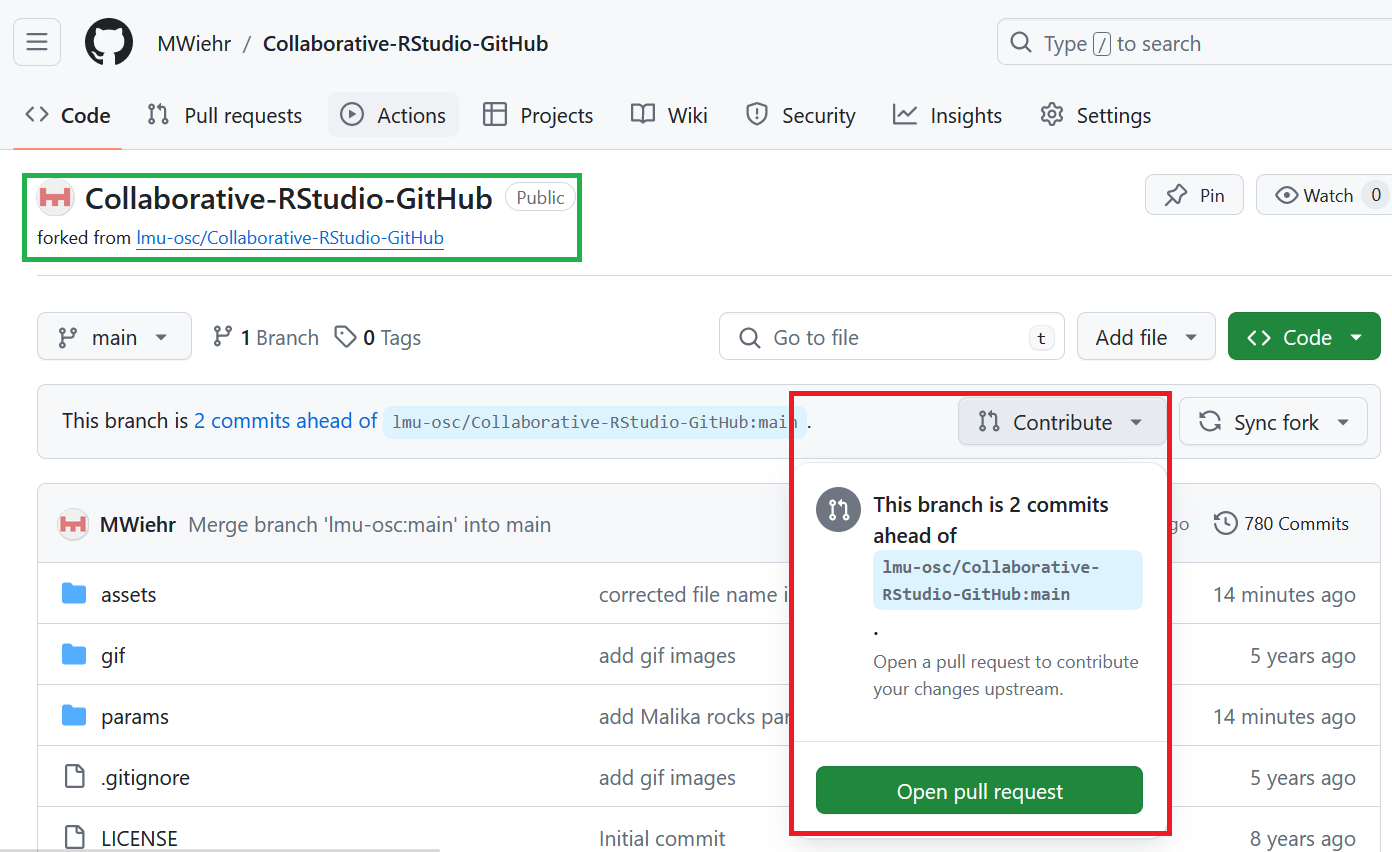 MWiehr / Collaborative-RStudio-GitHub
Type / to search
Code Pull requests Actions Projects Wiki Security Insights Settings
Collaborative-RStudio-GitHub Public
Pin Watch 0
forked from lmu-osc/Collaborative-RStudio-GitHub
main 1 Branch 0 Tags Go to file t Add file Code
This branch is 2 commits ahead of lmu-osc/Collaborative-RStudio-GitHub:main . Contribute Sync fork
This branch is 2 commits
ahead of
lmu-osc/Collaborative-
RStudio-GitHub:main
.
Open a pull request to contribute
your changes upstream.
Open pull request
MWiehr Merge branch 'lmu-osc:main' into main go 780 Commits
assets corrected file name i 14 minutes ago
gif add gif images 5 years ago
params add Malika rocks par 14 minutes ago
.gitignore add gif images 5 years ago
LICENSE Initial commit 8 years ago